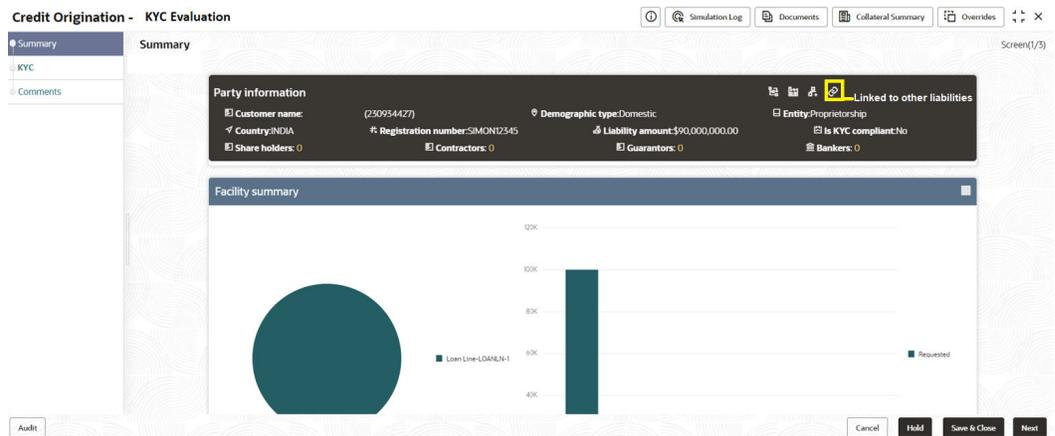 Credit Origination - KYC Evaluation
Simulation Log
Documents
Collateral Summary
Overrides
Summary
KYC
Comments
Summary
Screen(1/3)
Party information
Linked to other liabilities
Customer name: (230934427) Demographic type:Domestic Entity:Proprietorship
Country:INDIA Registration number:SIMON12345 Liability amount:$90,000,000.00 Is KYC compliant:No
Share holders: 0 Contractors: 0 Guarantors: 0 Bankers: 0
Facility summary
Loan Line-LOANLN-1
120K
100K
80K
60K
40K
Requested
Audit
Cancel
Hold
Save & Close
Next